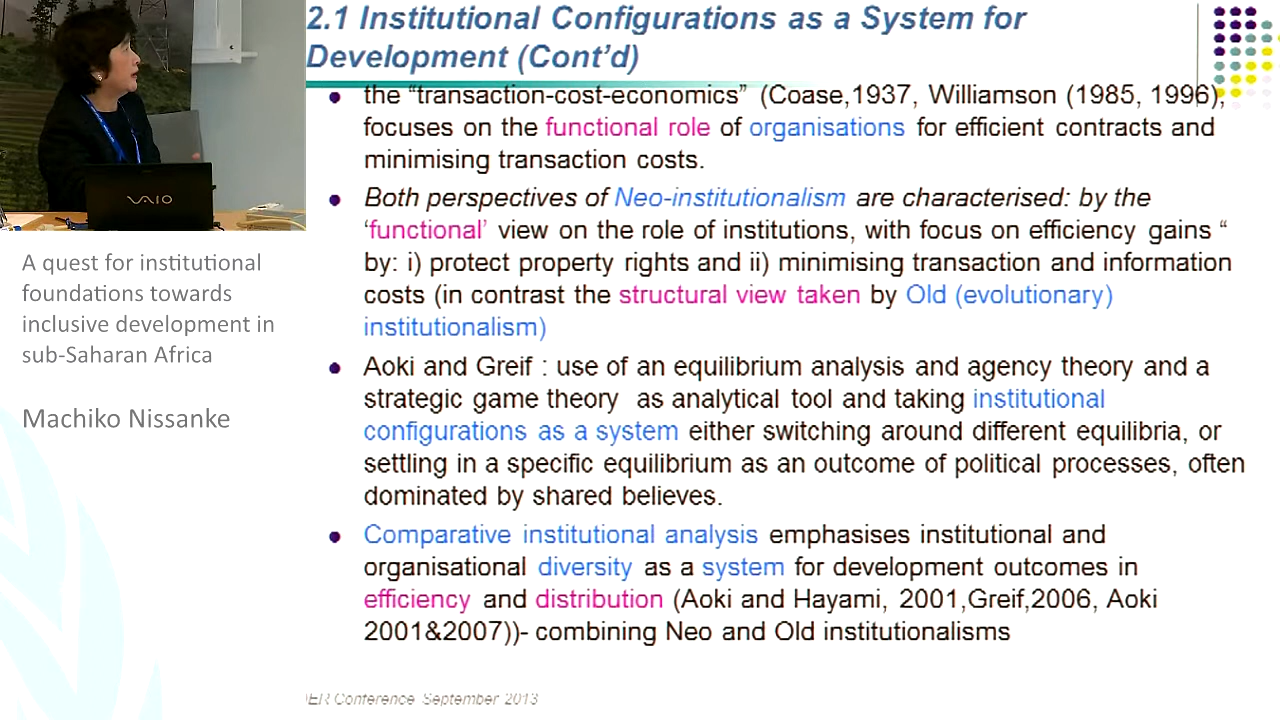 2.1 Institutional Configurations as a System for
Development (Cont'd)
the “transaction-cost-economics” (Coase,1937, Williamson (1985, 1996),
focuses on the functional role of organisations for efficient contracts and
minimising transaction costs.
Both perspectives of Neo-institutionalism are characterised: by the
‘functional’ view on the role of institutions, with focus on efficiency gains “
by: i) protect property rights and ii) minimising transaction and information
costs (in contrast the structural view taken by Old (evolutionary)
institutionalism)
Aoki and Greif : use of an equilibrium analysis and agency theory and a
strategic game theory as analytical tool and taking institutional
configurations as a system either switching around different equilibria, or
settling in a specific equilibrium as an outcome of political processes, often
dominated by shared believes.
Comparative institutional analysis emphasises institutional and
organisational diversity as a system for development outcomes in
efficiency and distribution (Aoki and Hayami, 2001,Greif,2006, Aoki
2001&2007))- combining Neo and Old institutionalisms
Conference September 2013
VAIO
A quest for institutional
foundations towards
inclusive development in
sub-Saharan Africa
Machiko Nissanke